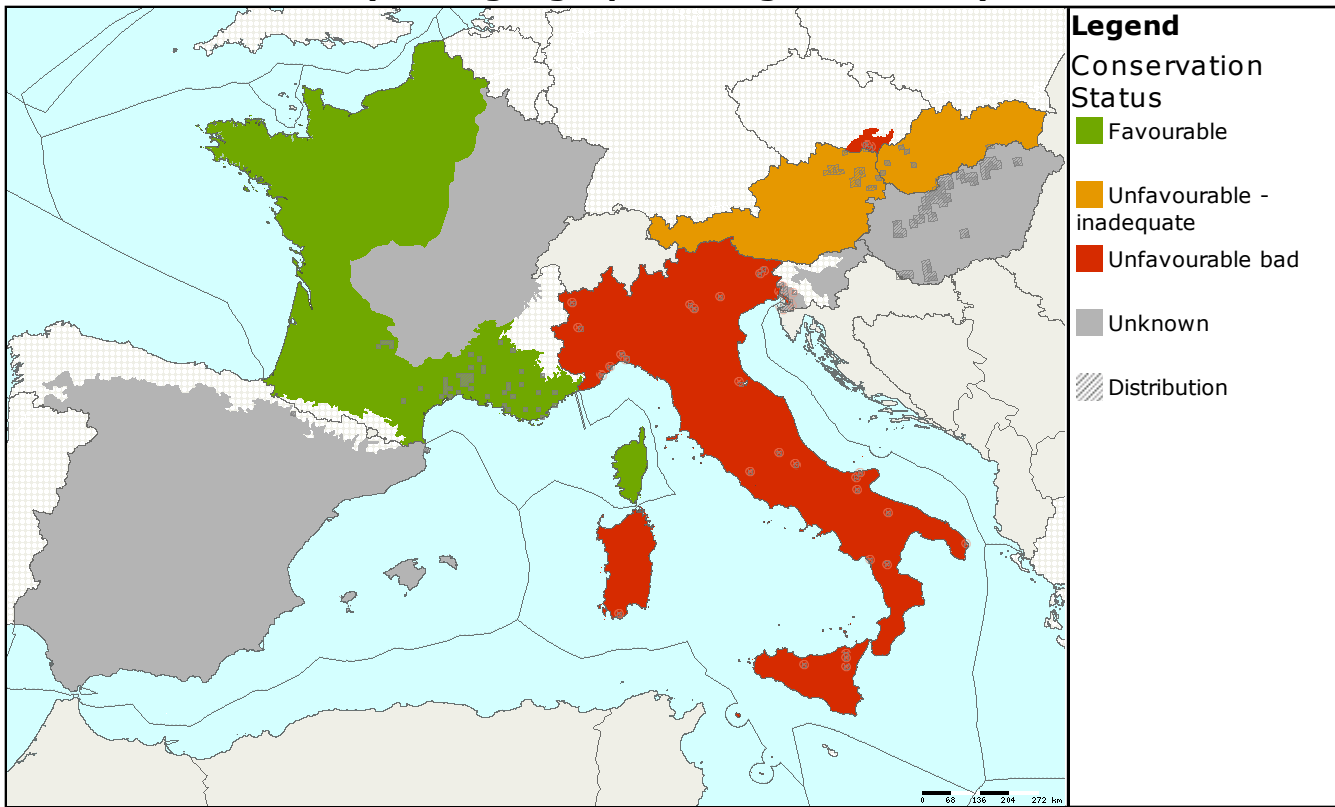 Legend
Conservation
Status
Favourable
Unfavourable -
inadequate
Unfavourable bad
Unknown
Distribution
0 68 136 204 272 km